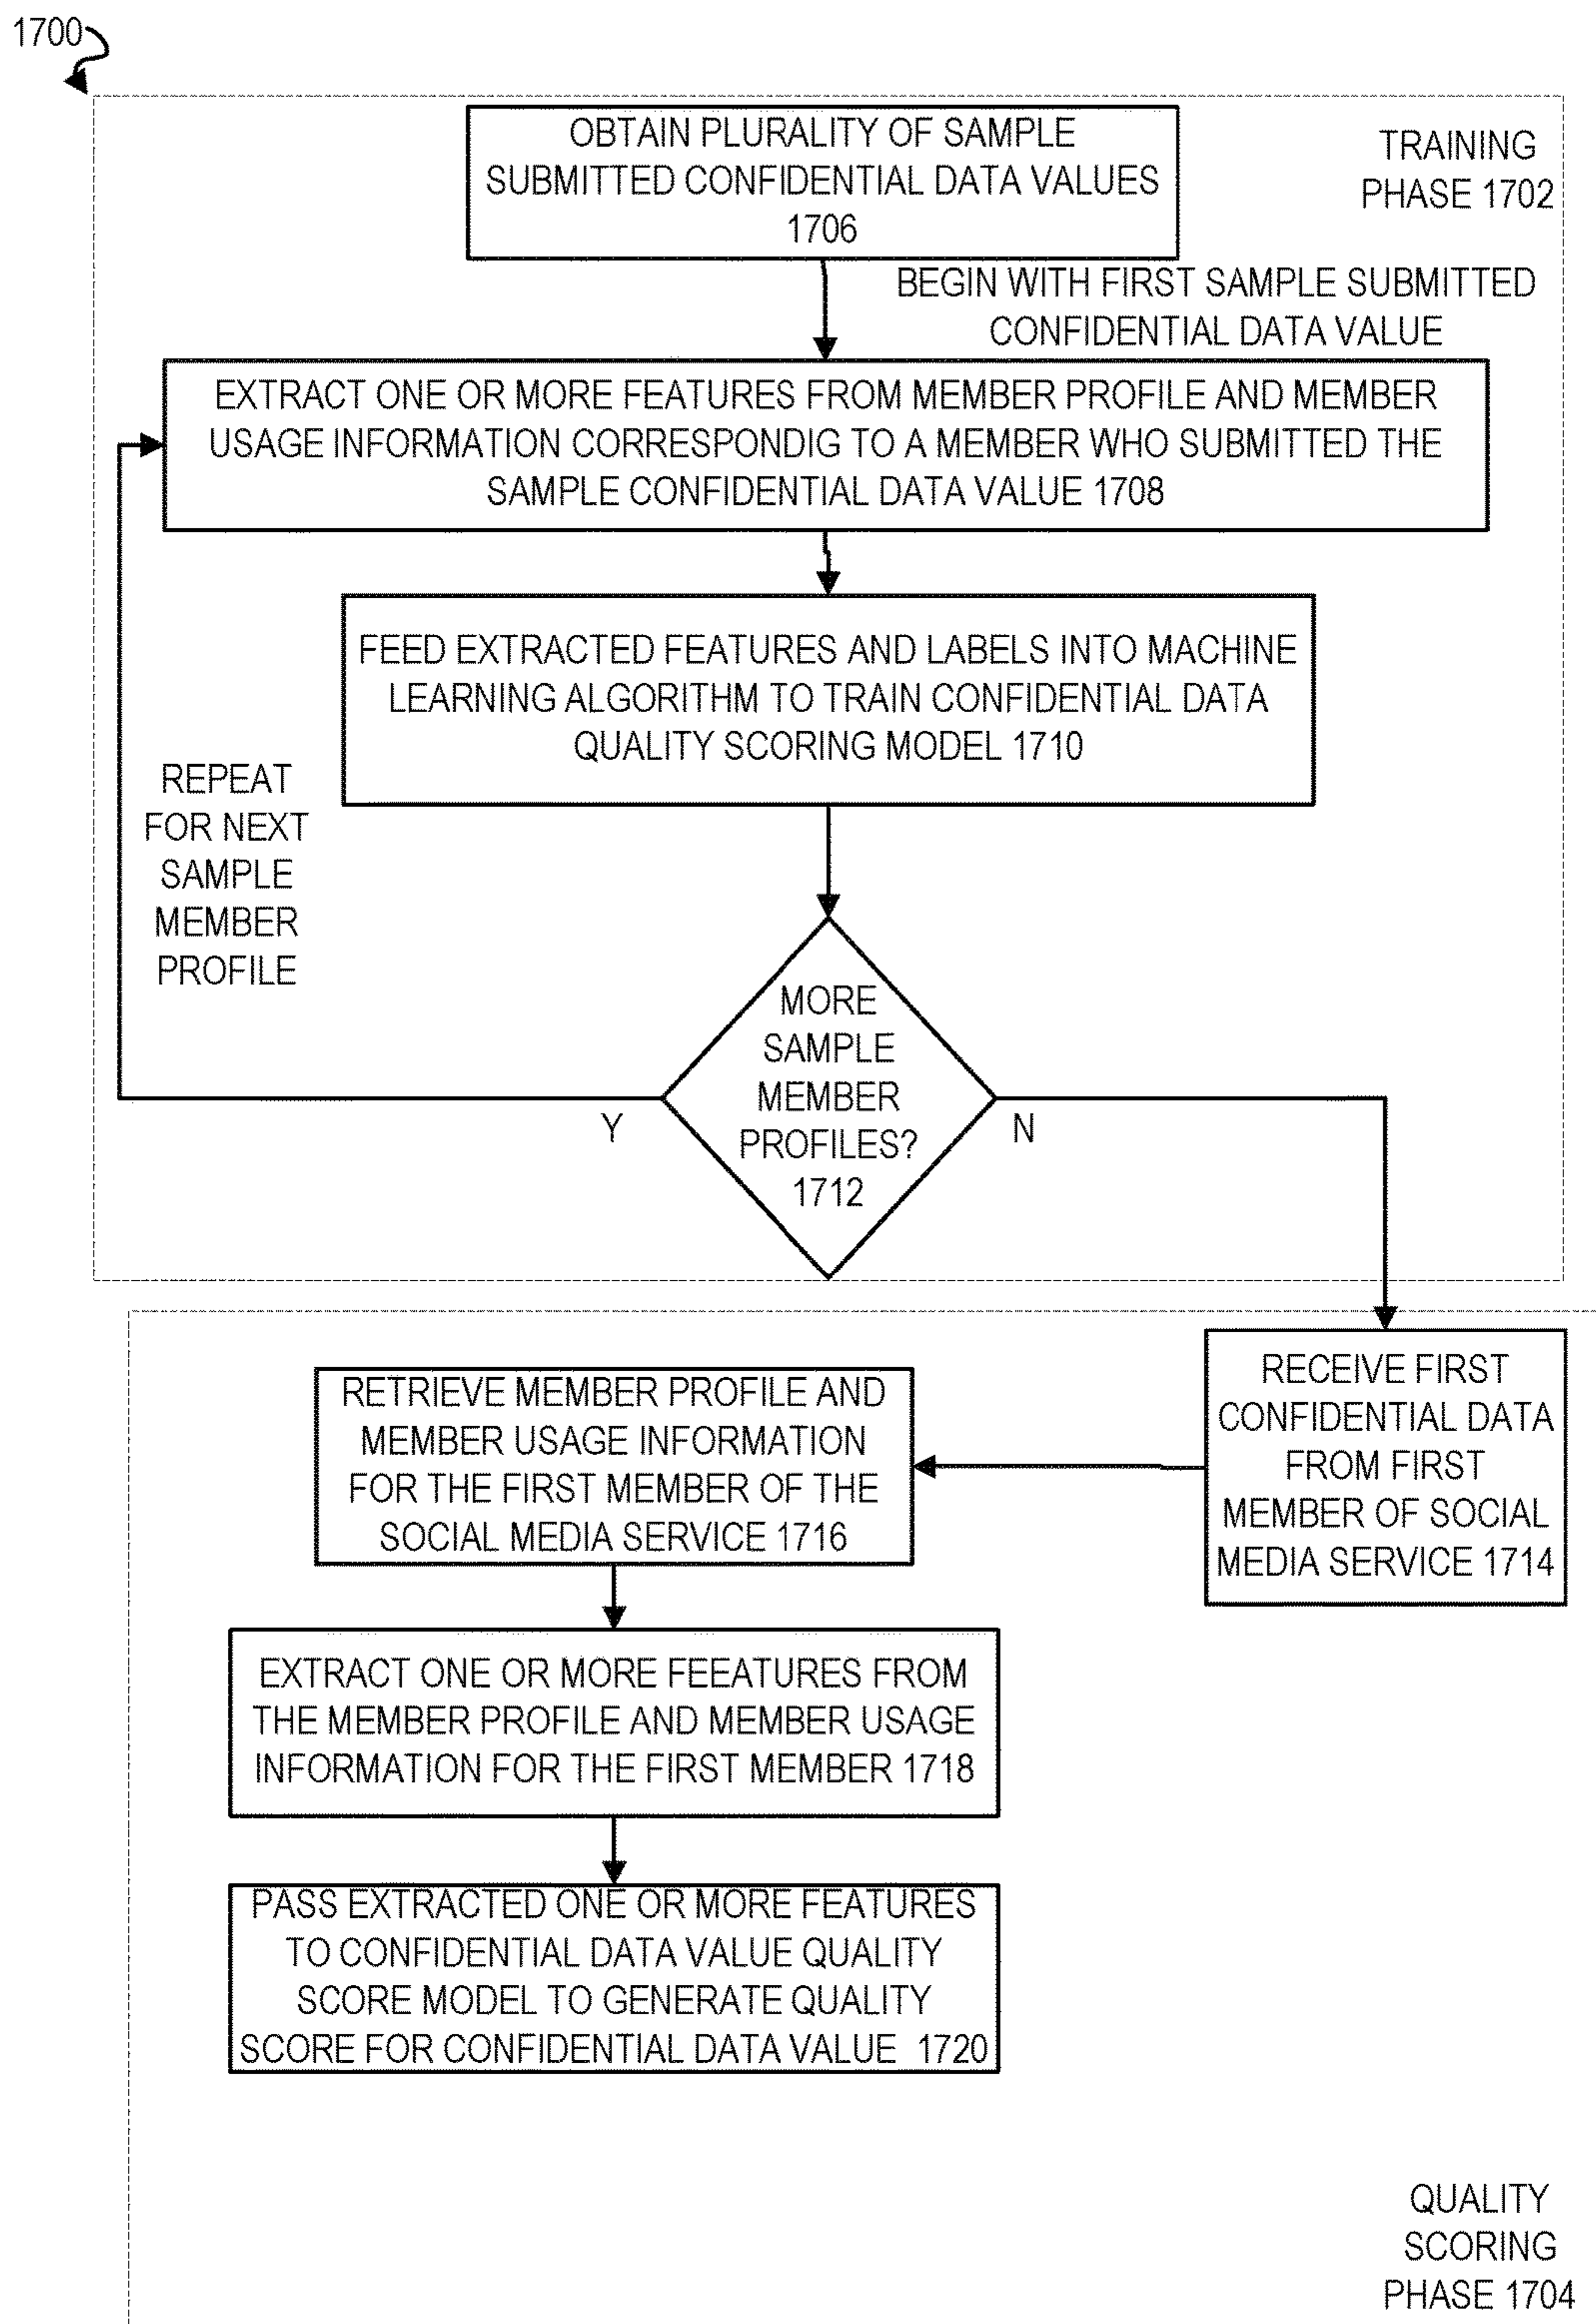 1700
OBTAIN PLURALITY OF SAMPLE
SUBMITTED CONFIDENTIAL DATA VALUES
1706
TRAINING
PHASE 1702
BEGIN WITH FIRST SAMPLE SUBMITTED
CONFIDENTIAL DATA VALUE
EXTRACT ONE OR MORE FEATURES FROM MEMBER PROFILE AND MEMBER
USAGE INFORMATION CORRESPONDIG TO A MEMBER WHO SUBMITTED THE
SAMPLE CONFIDENTIAL DATA VALUE 1708
FEED EXTRACTED FEATURES AND LABELS INTO MACHINE
LEARNING ALGORITHM TO TRAIN CONFIDENTIAL DATA
QUALITY SCORING MODEL 1710
REPEAT
FOR NEXT
SAMPLE
MEMBER
PROFILE
MORE
SAMPLE
MEMBER
PROFILES?
1712
Y
N
RECEIVE FIRST
CONFIDENTIAL DATA
FROM FIRST
MEMBER OF SOCIAL
MEDIA SERVICE 1714
RETRIEVE MEMBER PROFILE AND
MEMBER USAGE INFORMATION
FOR THE FIRST MEMBER OF THE
SOCIAL MEDIA SERVICE 1716
EXTRACT ONE OR MORE FEEATURES FROM
THE MEMBER PROFILE AND MEMBER USAGE
INFORMATION FOR THE FIRST MEMBER 1718
PASS EXTRACTED ONE OR MORE FEATURES
TO CONFIDENTIAL DATA VALUE QUALITY
SCORE MODEL TO GENERATE QUALITY
SCORE FOR CONFIDENTIAL DATA VALUE 1720
QUALITY
SCORING
PHASE 1704